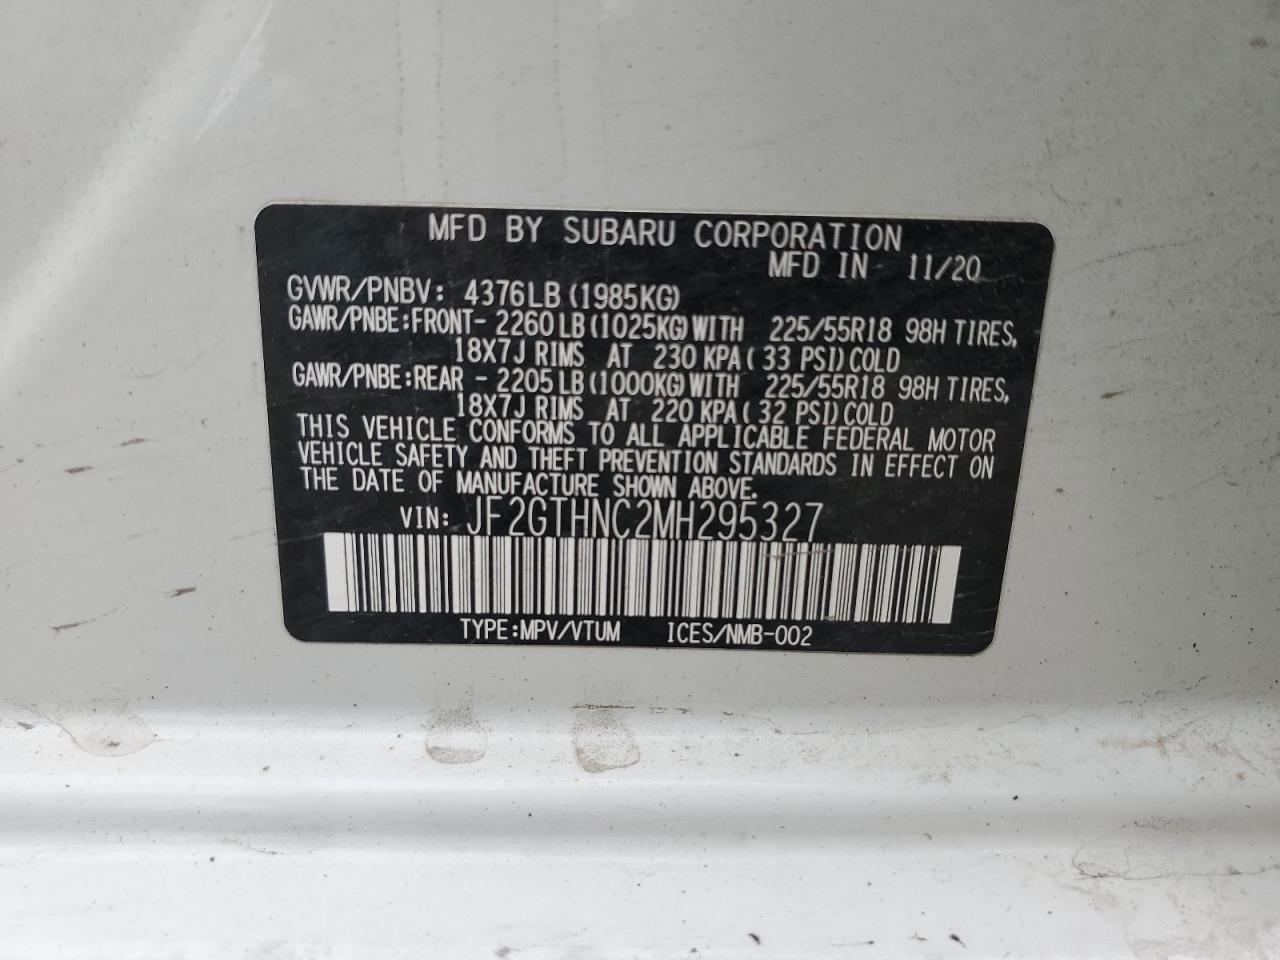 MFD BY SUBARU CORPORATION
MFD IN 11/20
GVWR/PNBV: 4376LB (1985KG)
GAWR/PNBE:FRONT- 2260LB (1025KG) WITH 225/55R18 98H TIRES,
18X7J RIMS AT 230 KPA ( 33 PSI) COLD
GAWR/PNBE:REAR - 2205LB (1000KG) WITH 225/55R18 98H TIRES,
18X7J RIMS AT 220 KPA ( 32 PSI) COLD
THIS VEHICLE CONFORMS TO ALL APPLICABLE FEDERAL MOTOR
VEHICLE SAFETY AND THEFT PREVENTION STANDARDS IN EFFECT ON
THE DATE OF MANUFACTURE SHOWN ABOVE.
VIN: JF2GTHNC2MH295327
TYPE:MPV/VTUM ICES/NMB-002